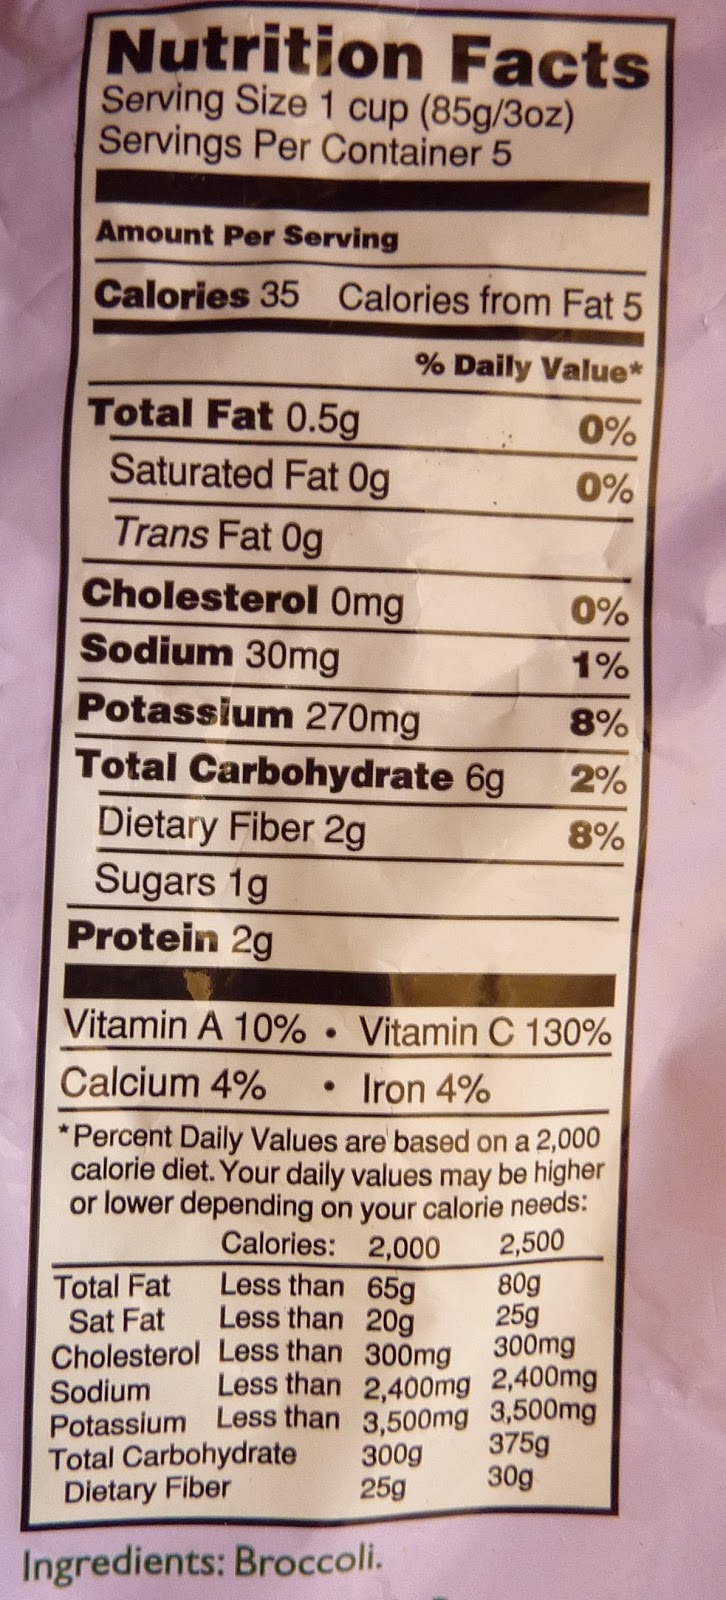 Nutrition Facts
Serving Size 1 cup (85g/3oz)
Servings Per Container 5
Amount Per Serving
Calories 35 Calories from Fat 5
% Daily Value*
Total Fat 0.5g 0%
Saturated Fat 0g 0%
Trans Fat 0g
Cholesterol 0mg 0%
Sodium 30mg 1%
Potassium 270mg 8%
Total Carbohydrate 6g 2%
Dietary Fiber 2g 8%
Sugars 1g
Protein 2g
Vitamin A 10% • Vitamin C 130%
Calcium 4% • Iron 4%
*Percent Daily Values are based on a 2,000
calorie diet. Your daily values may be higher
or lower depending on your calorie needs:
Calories: 2,000 2,500
Total Fat Less than 65g 80g
Sat Fat Less than 20g 25g
Cholesterol Less than 300mg 300mg
Sodium Less than 2,400mg 2,400mg
Potassium Less than 3,500mg 3,500mg
Total Carbohydrate 300g 375g
Dietary Fiber 25g 30g
Ingredients: Broccoli.